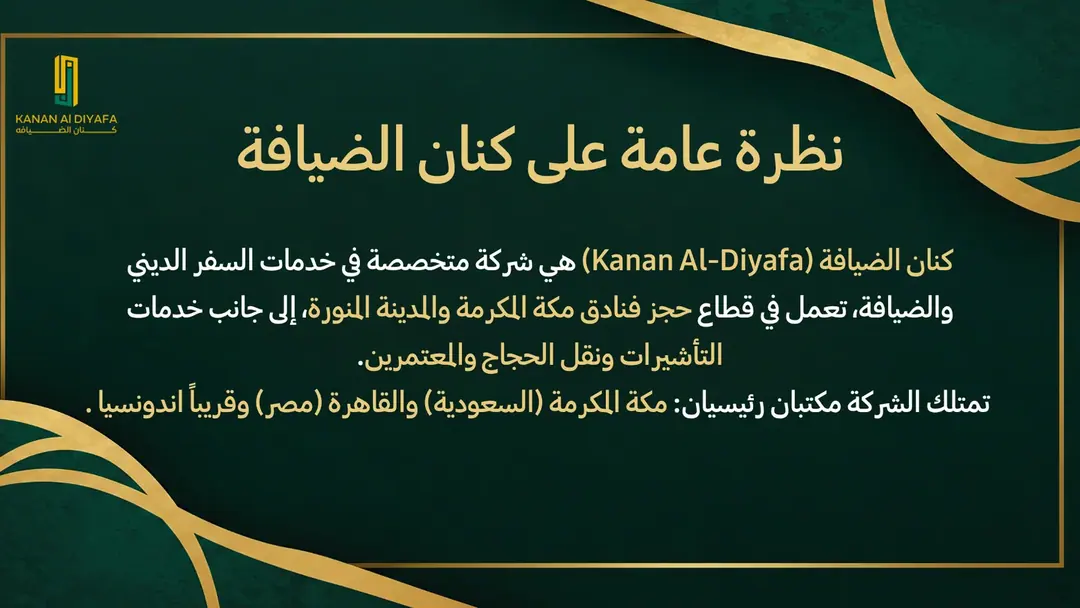 KANAN Al DIYAFA
كنان الضيافه
نظرة عامة على كنان الضيافة
كنان الضيافة (Kanan Al-Diyafa) هي شركة متخصصة في خدمات السفر الديني
والضيافة، تعمل في قطاع حجز فنادق مكة المكرمة والمدينة المنورة، إلى جانب خدمات
التأشيرات ونقل الحجاج والمعتمرين.
تمتلك الشركة مكتبان رئيسيان: مكة المكرمة (السعودية) والقاهرة (مصر) وقريباً اندونسيا .